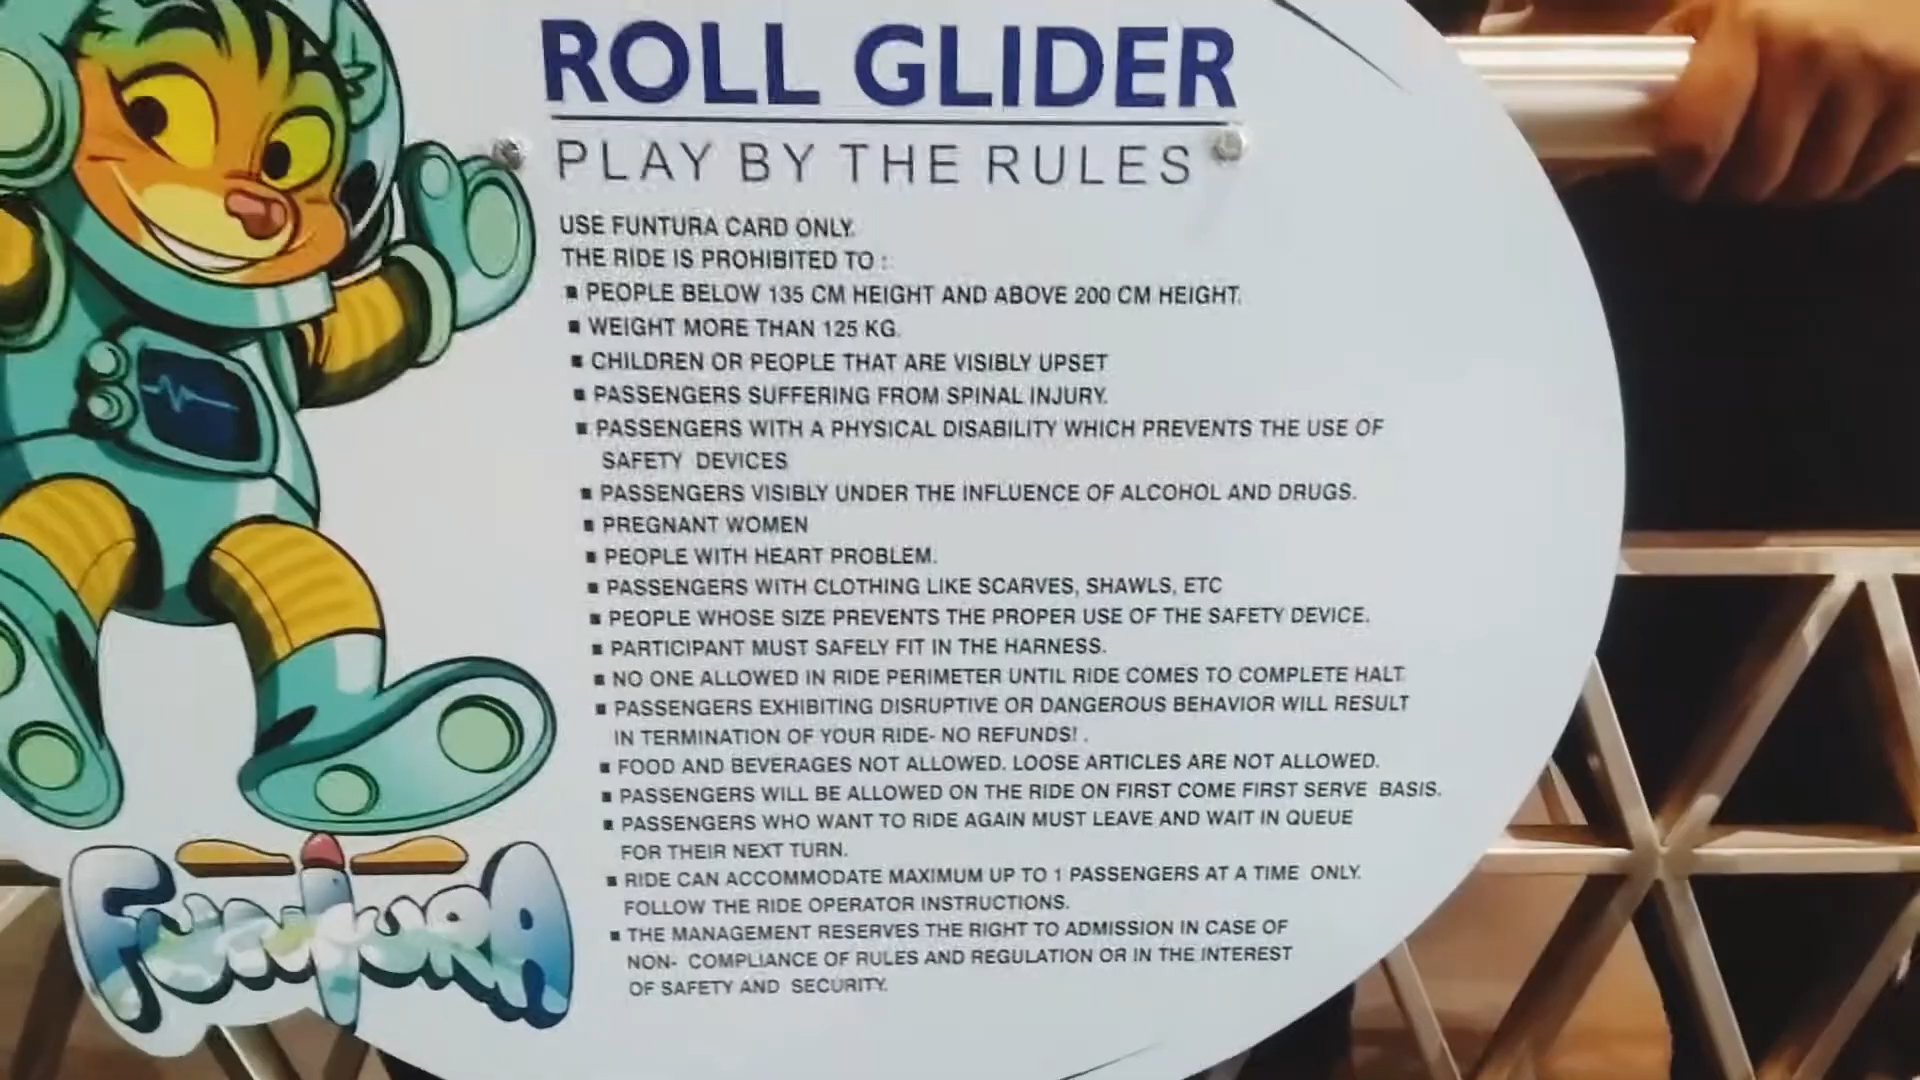 ROLL GLIDER
PLAY BY THE RULES
USE FUNTURA CARD ONLY.
THE RIDE IS PROHIBITED TO :
▪ PEOPLE BELOW 135 CM HEIGHT AND ABOVE 200 CM HEIGHT.
▪ WEIGHT MORE THAN 125 KG.
▪ CHILDREN OR PEOPLE THAT ARE VISIBLY UPSET
▪ PASSENGERS SUFFERING FROM SPINAL INJURY.
▪ PASSENGERS WITH A PHYSICAL DISABILITY WHICH PREVENTS THE USE OF
SAFETY DEVICES
▪ PASSENGERS VISIBLY UNDER THE INFLUENCE OF ALCOHOL AND DRUGS.
▪ PREGNANT WOMEN
▪ PEOPLE WITH HEART PROBLEM.
▪ PASSENGERS WITH CLOTHING LIKE SCARVES, SHAWLS, ETC
▪ PEOPLE WHOSE SIZE PREVENTS THE PROPER USE OF THE SAFETY DEVICE.
▪ PARTICIPANT MUST SAFELY FIT IN THE HARNESS.
▪ NO ONE ALLOWED IN RIDE PERIMETER UNTIL RIDE COMES TO COMPLETE HALT.
▪ PASSENGERS EXHIBITING DISRUPTIVE OR DANGEROUS BEHAVIOR WILL RESULT
IN TERMINATION OF YOUR RIDE- NO REFUNDS! .
▪ FOOD AND BEVERAGES NOT ALLOWED. LOOSE ARTICLES ARE NOT ALLOWED.
▪ PASSENGERS WILL BE ALLOWED ON THE RIDE ON FIRST COME FIRST SERVE BASIS.
▪ PASSENGERS WHO WANT TO RIDE AGAIN MUST LEAVE AND WAIT IN QUEUE
FOR THEIR NEXT TURN.
▪ RIDE CAN ACCOMMODATE MAXIMUM UP TO 1 PASSENGERS AT A TIME ONLY.
FOLLOW THE RIDE OPERATOR INSTRUCTIONS.
▪ THE MANAGEMENT RESERVES THE RIGHT TO ADMISSION IN CASE OF
NON- COMPLIANCE OF RULES AND REGULATION OR IN THE INTEREST
OF SAFETY AND SECURITY.
FUNTURA